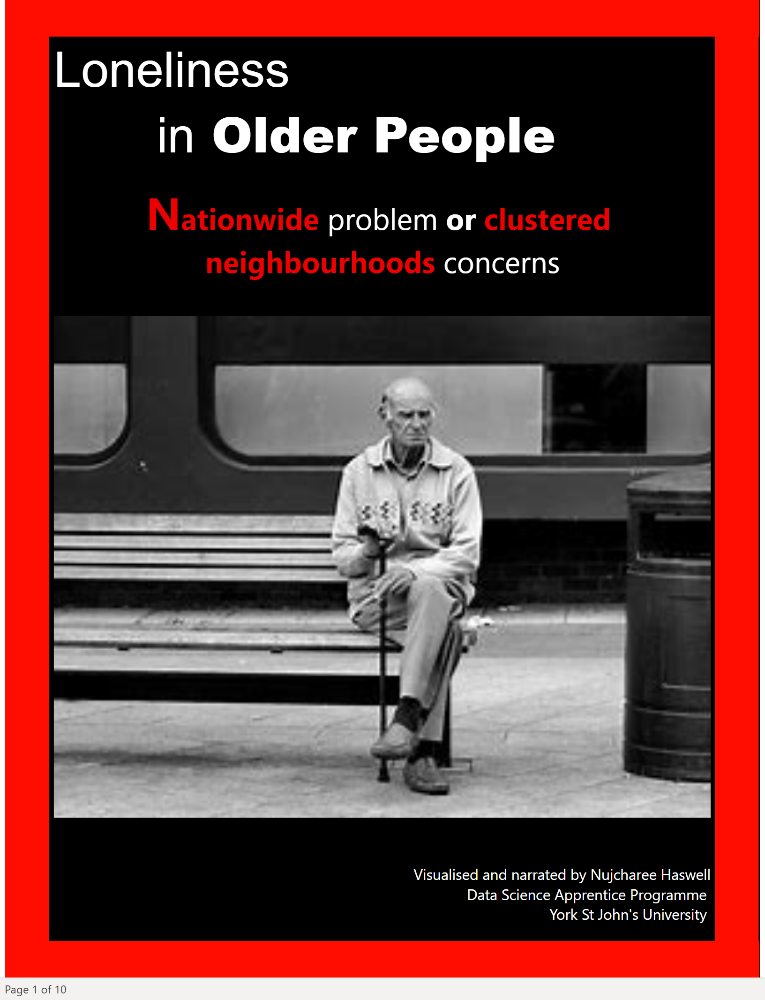 Loneliness
in Older People
Nationwide problem or clustered
neighbourhoods concerns
Visualised and narrated by Nujcharee Haswell
Data Science Apprentice Programme
York St John's University
Page 1 of 10